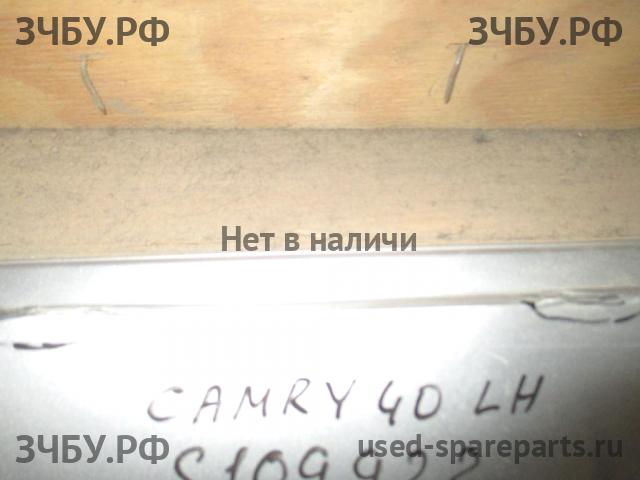 ЗЧБУ.РФ ЗЧБУ.РФ
Нет в наличи
CAMRY 40 LH
ЗЧБУ.РФ used-spareparts.ru